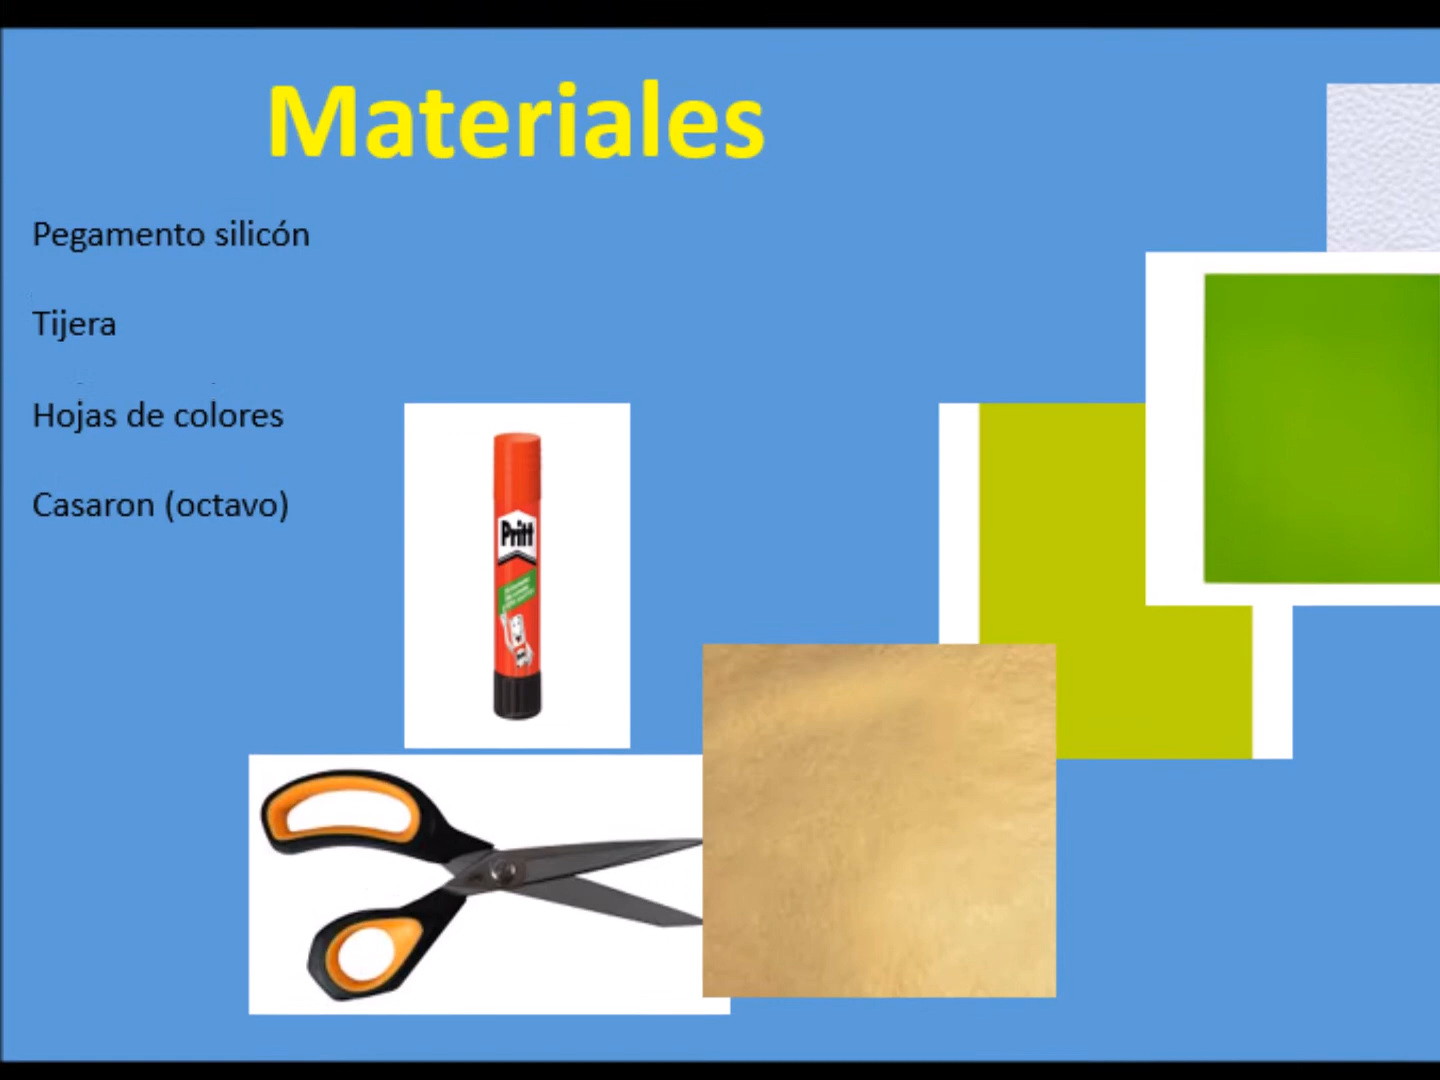 Materiales
Pegamento silicón
Tijera
Hojas de colores
Casaron (octavo)
Pritt